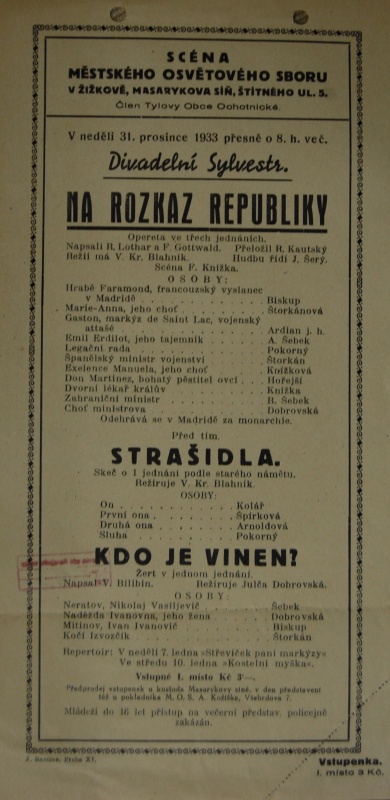 SCÉNA
MĚSTSKÉHO OSVĚTOVÉHO SBORU
V ŽIŽKOVĚ, MASARYKOVA SÍŇ, ŠTÍTNÉHO UL. 5.
Člen Tylovy Obce Ochotnické.
V neděli 31. prosince 1933 přesně o 8. h. več.
Divadelní Sylvestr.
NA ROZKAZ REPUBLIKY
Opereta ve třech jednáních.
Napsali R. Lothar a F. Gottwald. Přeložil R. Kautský
Režii má V. Kr. Blahník. Hudbu řídí J. Šerý.
Scéna F. Knížka.
OSOBY:
Hrabě Faramond, francouzský vyslanec
v Madridě . . . . . . . . . . . Biskup
Marie-Anna, jeho choť . . . . . . . . Štorkánová
Gaston, markýz de Saint Lac, vojenský
attašé . . . . . . . . . . . . Ardian j. h.
Emil Erdilot, jeho tajemník . . . . . . A. Šebek
Legační rada . . . . . . . . . . . Pokorný
Španělský ministr vojenství . . . . . . Štorkán
Exelence Manuela, jeho choť . . . . . . Knížková
Don Martinez, bohatý pěstitel ovcí . . . Hořejší
Dvorní lékař králův . . . . . . . . . Knížka
Zahraniční ministr . . . . . . . . . B. Šebek
Choť ministrova . . . . . . . . . . Dobrovská
Odehrává se v Madridě za monarchie.
Před tím.
STRAŠIDLA.
Skeč o 1 jednání podle starého námětu.
Režiruje V. Kr. Blahník.
OSOBY:
On . . . . . . . . . Kolář
První ona . . . . . . . Špírková
Druhá ona . . . . . . . Arnoldová
Sluha . . . . . . . . Pokorný
KDO JE VINEN?
Žert v jednom jednání.
Napsal V. Bilibin. Režiruje Julča Dobrovská.
OSOBY:
Neratov, Nikolaj Vasiljevič . . . . . . Šebek
Naděžda Ivanovna, jeho žena . . . . . Dobrovská
Mitinov, Ivan Ivanovič . . . . . . . Biskup
Kočí Izvozčík . . . . . . . . . . Štorkán
Repertoir: V neděli 7. ledna »Střevíček paní markýzy«
Ve středu 10. ledna »Kostelní myška«.
Vstupné I. místo Kč 3·—.
Předprodej vstupenek u kustoda Masarykovy síně, v den představení
též u pokladníka M. O. S. A. Kožíška, Vlehrdova 7.
Mládeži do 16 let přístup na večerní představ. policejně
zakázán.
Praha XI.
Vstupenka.
I. místo 3 Kč.